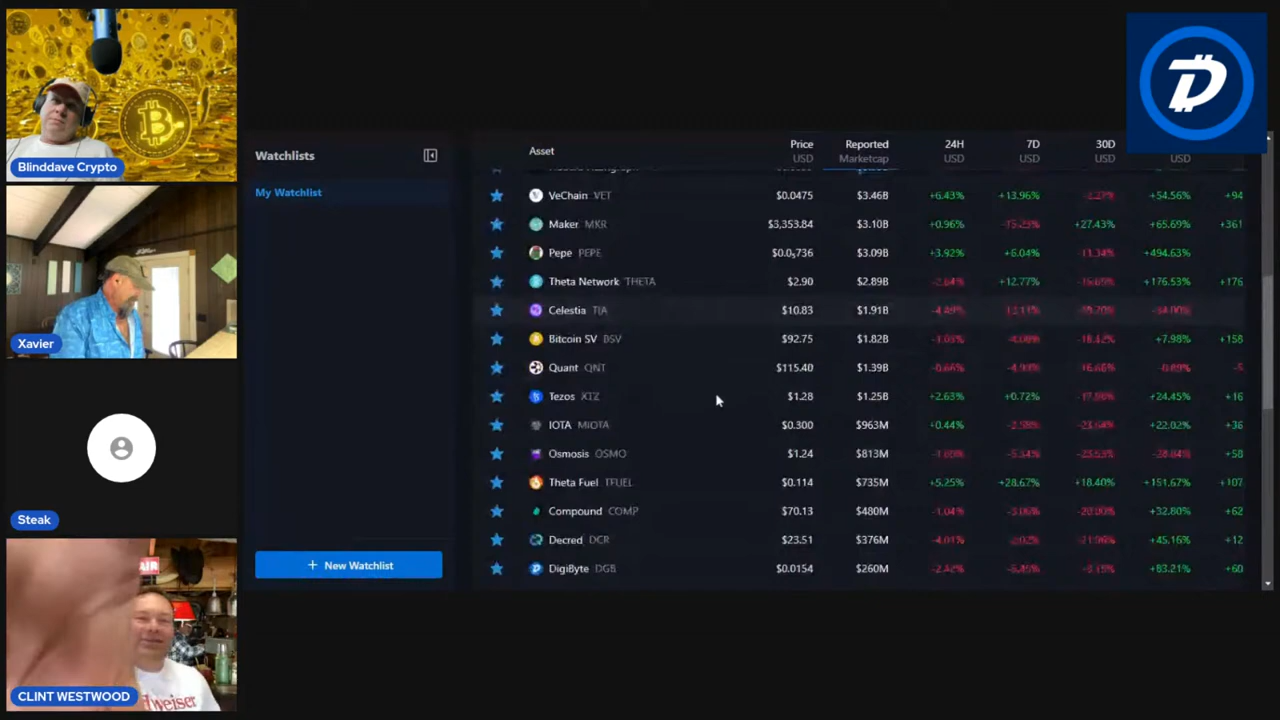 Blinddave Crypto
Xavier
Steak
AIR
CLINT WESTWOOD
Watchlists
My Watchlist
+ New Watchlist
Asset Price USD Reported Marketcap 24H USD 7D USD 30D USD USD
VeChain VET $0.0475 $3.46B +6.43% +13.96% +54.56% +94
Maker MKR $3,353.84 $3.10B +0.96% +27.43% +65.69% +361
Pepe PEPE $0.0₅736 $3.09B +3.92% +6.04% +494.63%
Theta Network THETA $2.90 $2.89B +12.77% +176.53% +176
Celestia TIA $10.83 $1.91B
Bitcoin SV BSV $92.75 $1.82B +7.98% +158
Quant QNT $115.40 $1.39B
Tezos XTZ $1.28 $1.25B +2.63% +0.72% +24.45% +16
IOTA MIOTA $0.300 $963M +0.44% +22.02% +36
Osmosis OSMO $1.24 $813M +58
Theta Fuel TFUEL $0.114 $735M +5.25% +28.67% +18.40% +151.67% +107
Compound COMP $70.13 $480M -1.04% +32.80% +62
Decred DCR $23.51 $376M +45.16% +12
DigiByte DGB $0.0154 $260M +83.21% +60